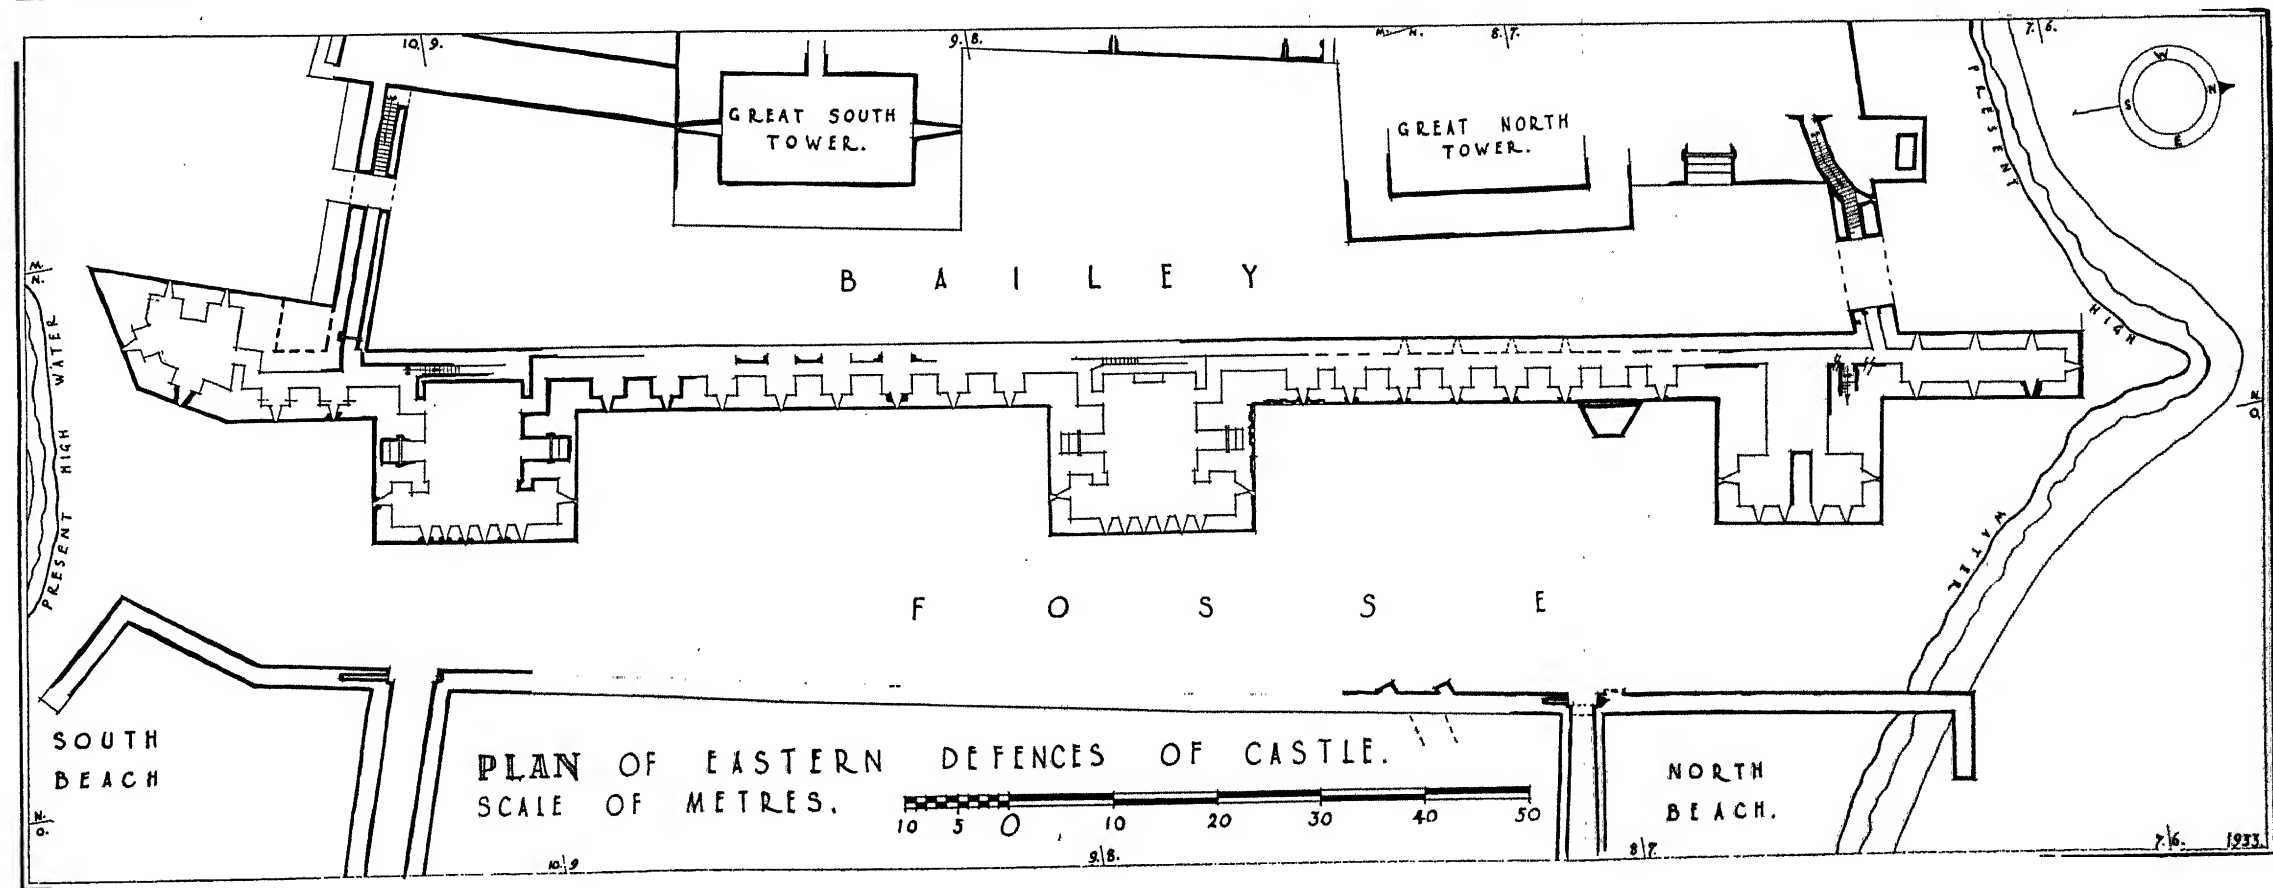 10.|9.
9.|8.
M. N.
8.|7.
7.|6.
W
N
S
E
GREAT SOUTH
TOWER.
GREAT NORTH
TOWER.
PRESENT HIGH WATER
M.
N.
BAILEY
PRESENT HIGH WATER
N.
O.
FOSSE
SOUTH
BEACH
PLAN OF EASTERN DEFENCES OF CASTLE.
SCALE OF METRES.
10 5 0 10 20 30 40 50
NORTH
BEACH.
N.
O.
10.|9
9.|8.
8|7.
7.|6.
1933.